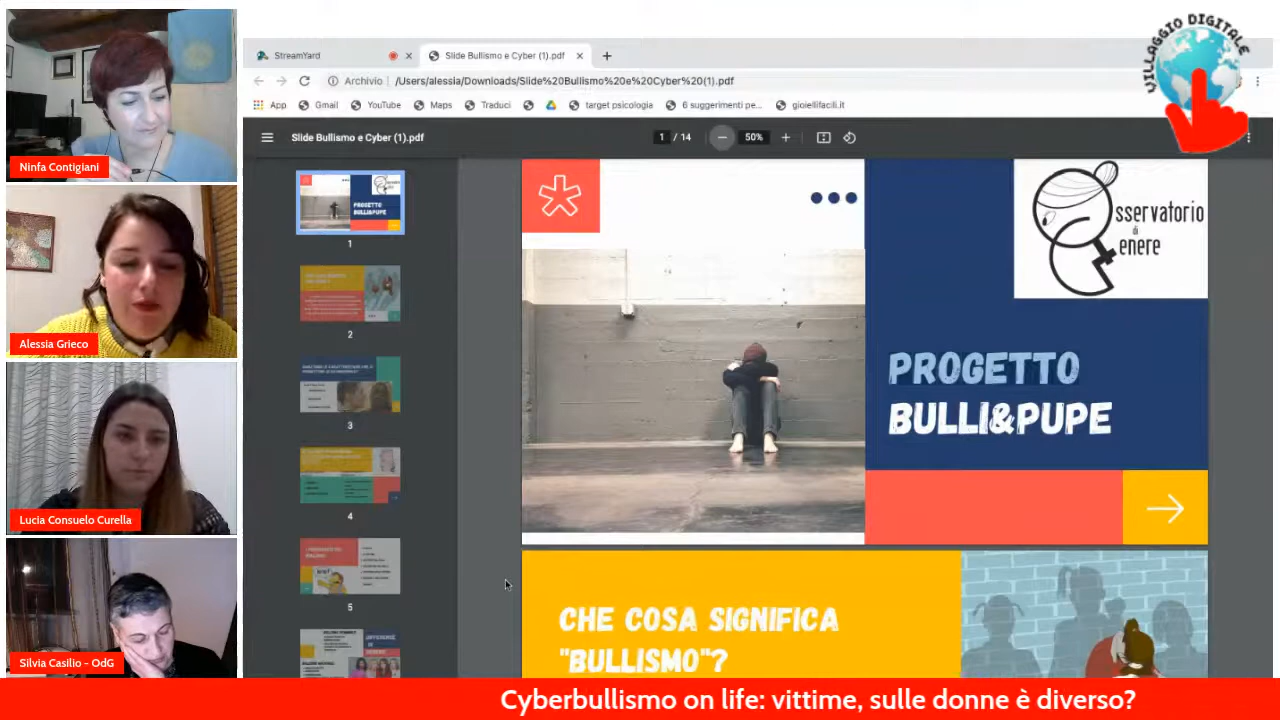 Ninfa Contigiani
Alessia Grieco
Lucia Consuelo Curella
Silvia Casilio - OdG
StreamYard
Slide Bullismo e Cyber (1).pdf
Archivio
/Users/alessia/Downloads/Slide%20Bullismo%20e%20Cyber%20(1).pdf
App
Gmail
YouTube
Maps
Traduci
target psicologia
6 suggerimenti pe...
gioiellifacili.it
VILLAGGIO DIGITALE
Slide Bullismo e Cyber (1).pdf
1 / 14
50%
PROGETTO
BULLI&PUPE
1
2
3
4
5
sservatorio
di
enere
PROGETTO
BULLI&PUPE
CHE COSA SIGNIFICA
"BULLISMO"?
Cyberbullismo on life: vittime, sulle donne è diverso?